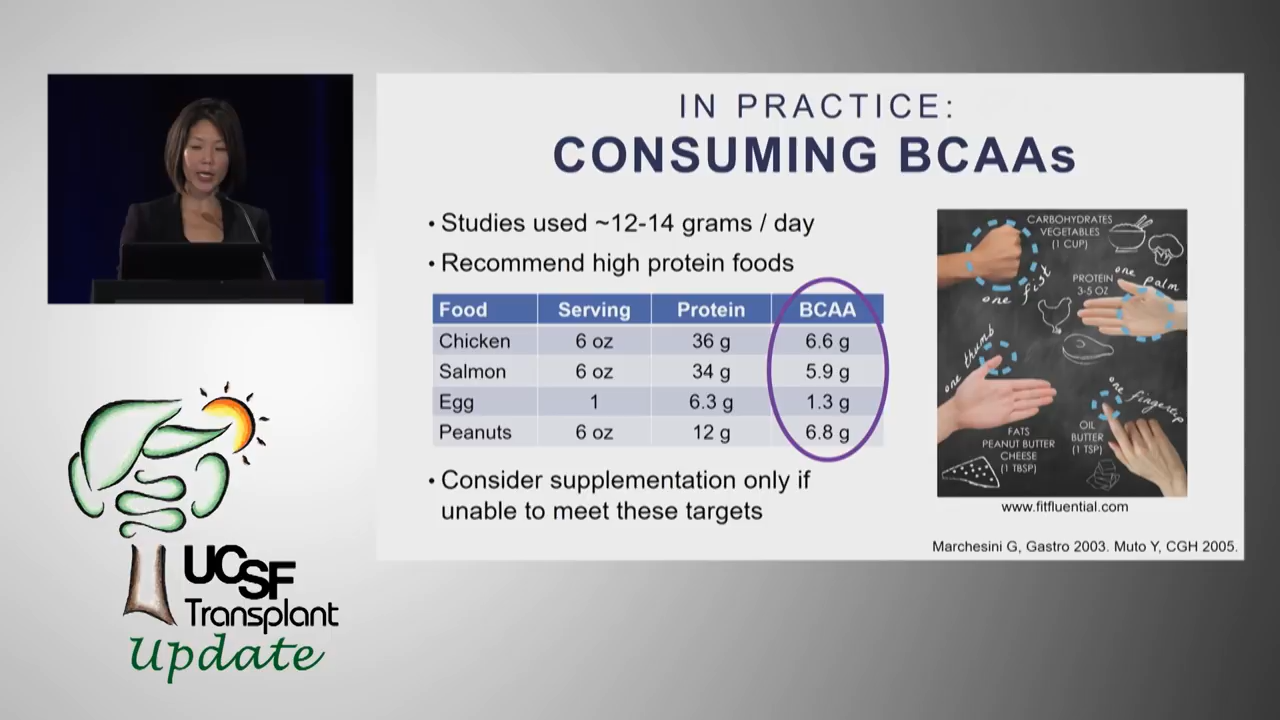 IN PRACTICE:
CONSUMING BCAAs
• Studies used ~12-14 grams / day
• Recommend high protein foods
Food Serving Protein BCAA
Chicken 6 oz 36 g 6.6 g
Salmon 6 oz 34 g 5.9 g
Egg 1 6.3 g 1.3 g
Peanuts 6 oz 12 g 6.8 g
• Consider supplementation only if
unable to meet these targets
CARBOHYDRATES
VEGETABLES
(1 CUP)
one fist
PROTEIN
3-5 OZ
one palm
one thumb
FATS
PEANUT BUTTER
CHEESE
(1 TBSP)
one fingertip
OIL
BUTTER
(1 TSP)
www.fitfluential.com
Marchesini G, Gastro 2003. Muto Y, CGH 2005.
UCSF
Transplant
Update